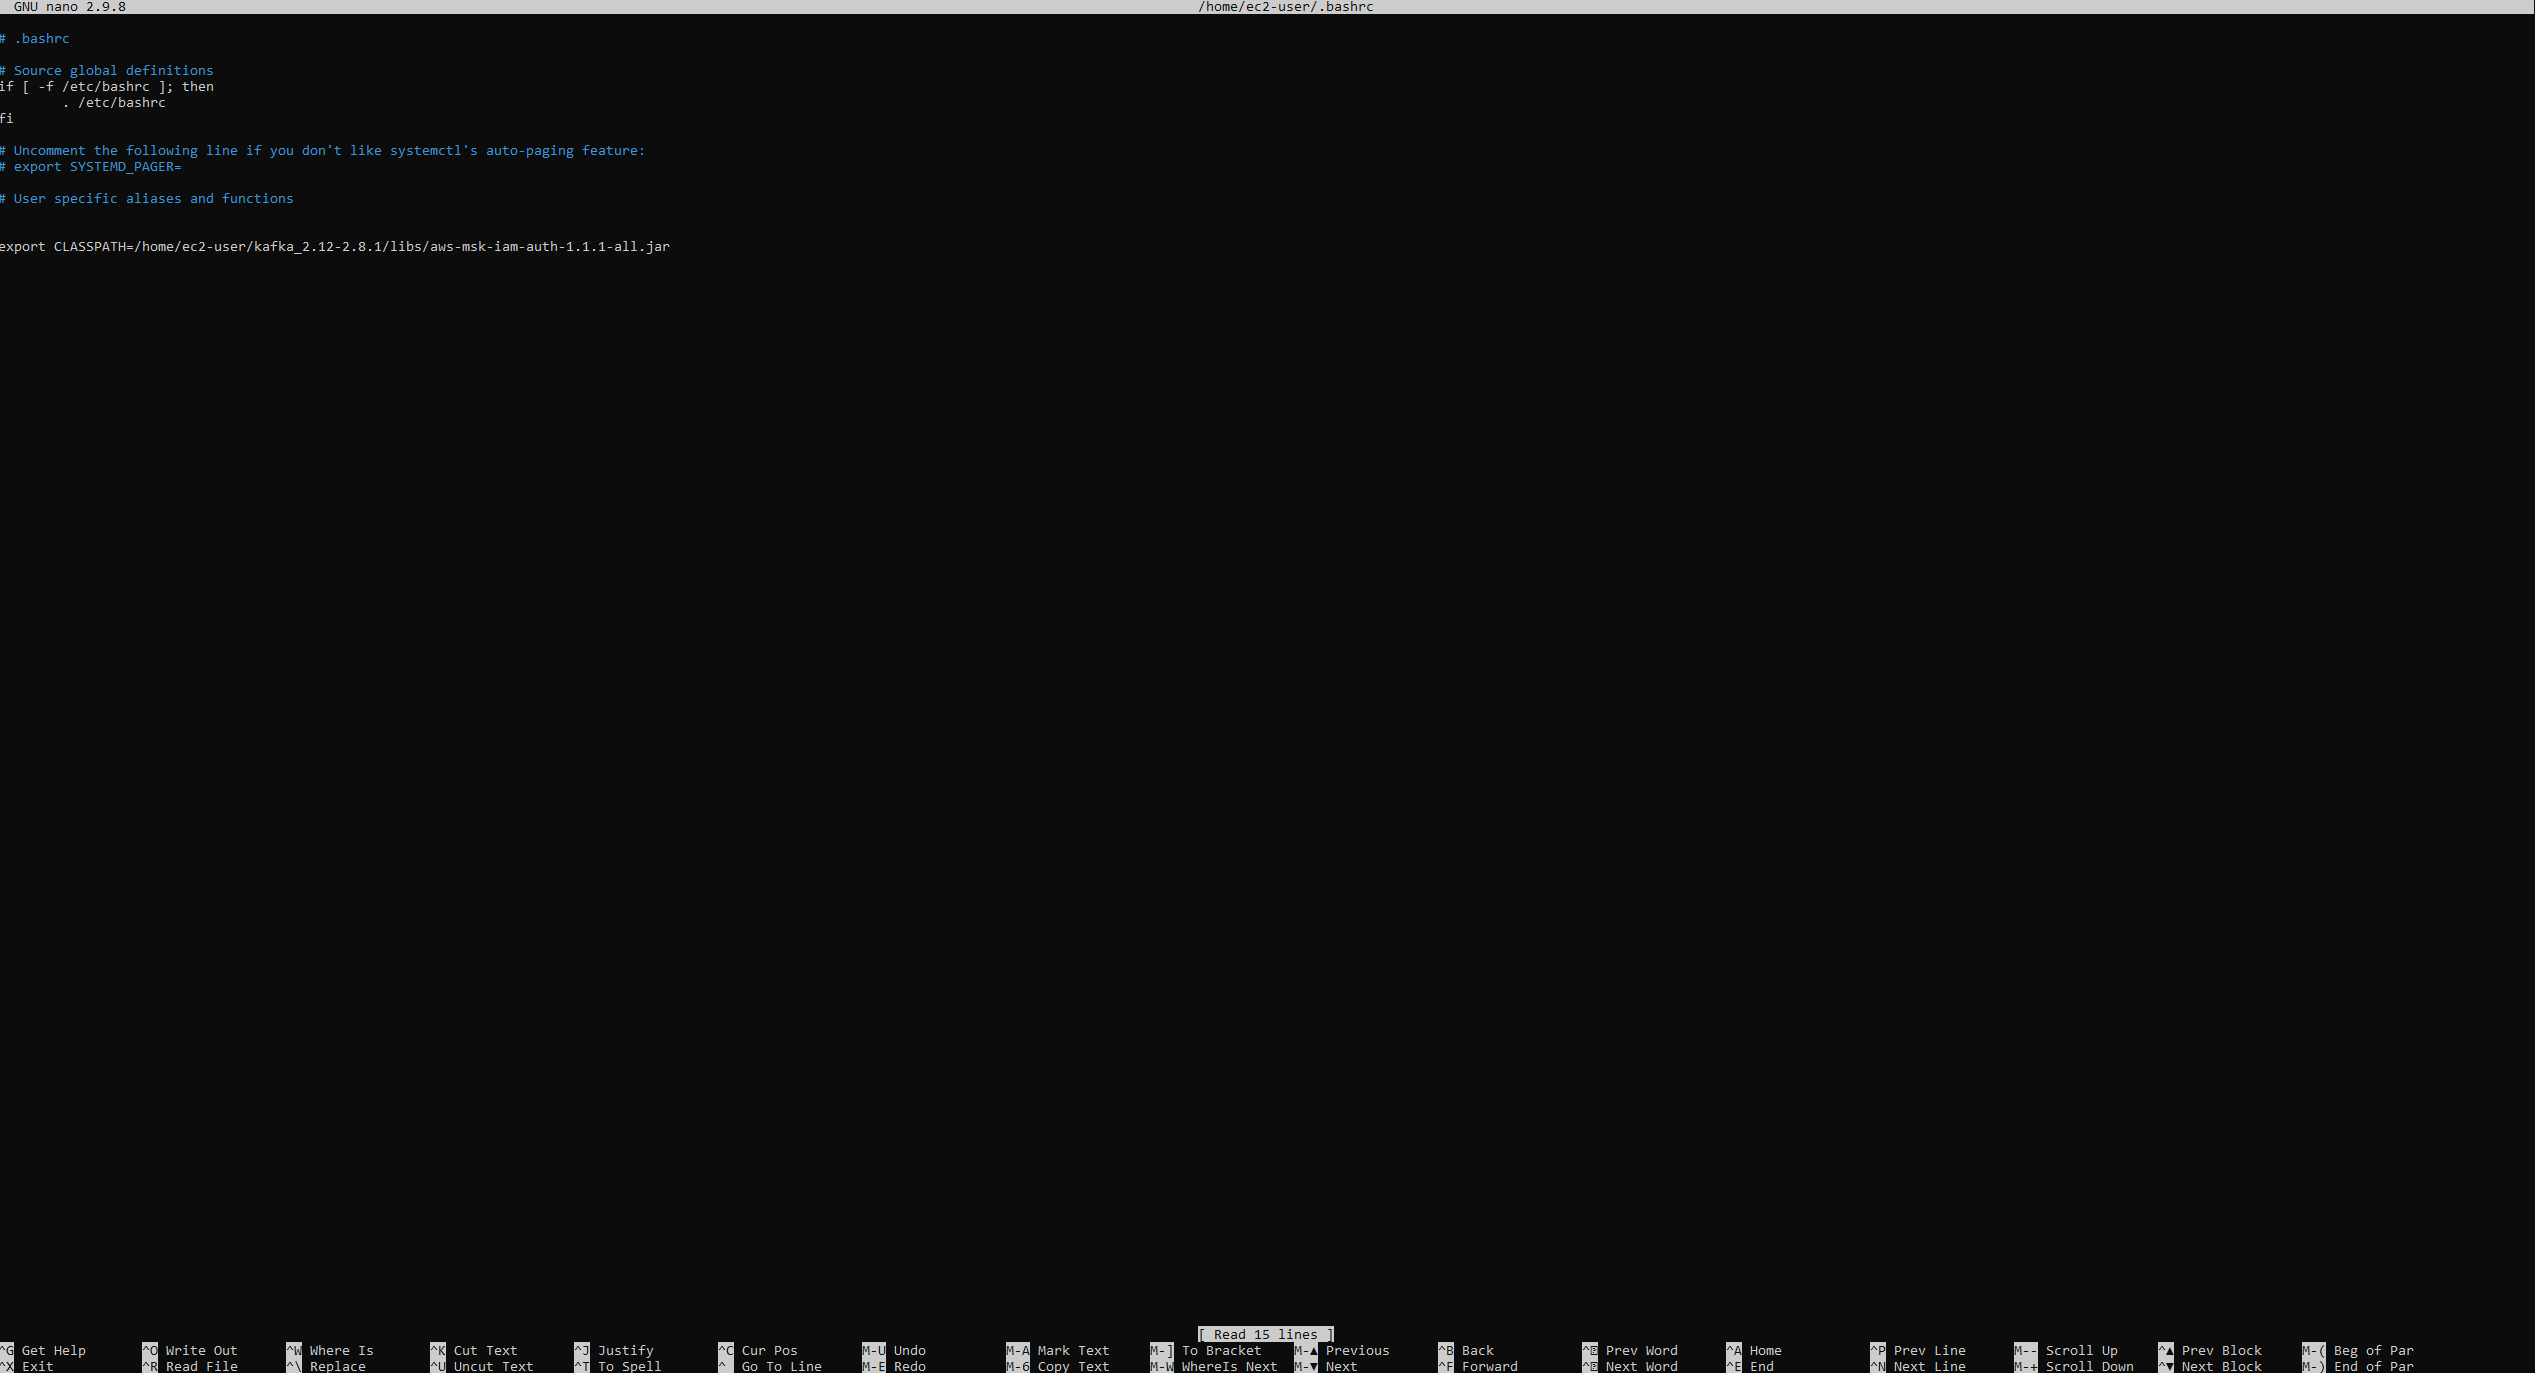 GNU nano 2.9.8 /home/ec2-user/.bashrc
# .bashrc
# Source global definitions
if [ -f /etc/bashrc ]; then
. /etc/bashrc
fi
# Uncomment the following line if you don't like systemctl's auto-paging feature:
# export SYSTEMD_PAGER=
# User specific aliases and functions
export CLASSPATH=/home/ec2-user/kafka_2.12-2.8.1/libs/aws-msk-iam-auth-1.1.1-all.jar
[ Read 15 lines ]
^G Get Help ^O Write Out ^W Where Is ^K Cut Text ^J Justify ^C Cur Pos M-U Undo M-A Mark Text M-] To Bracket M-▲ Previous ^B Back ^ Prev Word ^A Home ^P Prev Line M-- Scroll Up ^▲ Prev Block M-( Beg of Par
^X Exit ^R Read File ^\ Replace ^U Uncut Text ^T To Spell ^ Go To Line M-E Redo M-6 Copy Text M-W WhereIs Next M-▼ Next ^F Forward ^ Next Word ^E End ^N Next Line M-+ Scroll Down ^▼ Next Block M-) End of Par